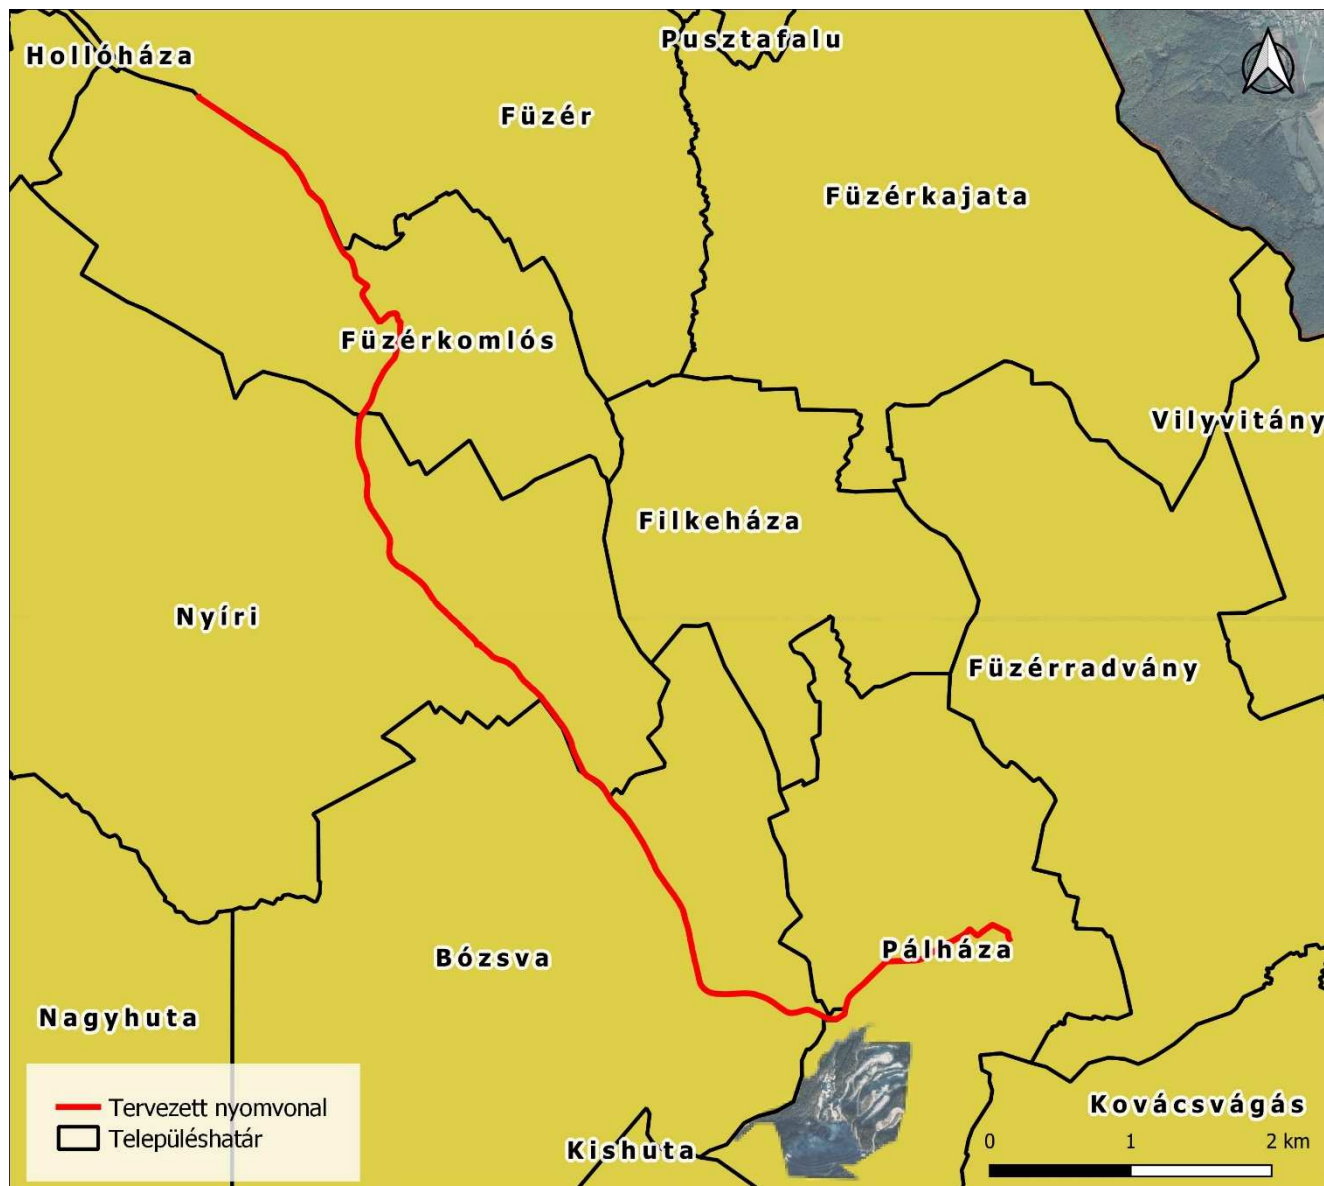 Pusztafalu
Hollóháza
Füzér
Füzérkajata
Füzérkomlós
Vilyvitány
Filkeháza
Nyíri
Füzérradvány
Pálháza
Bózsva
Nagyhuta
Kovácsvágás
Kishuta
Tervezett nyomvonal
Településhatár
0 1 2 km